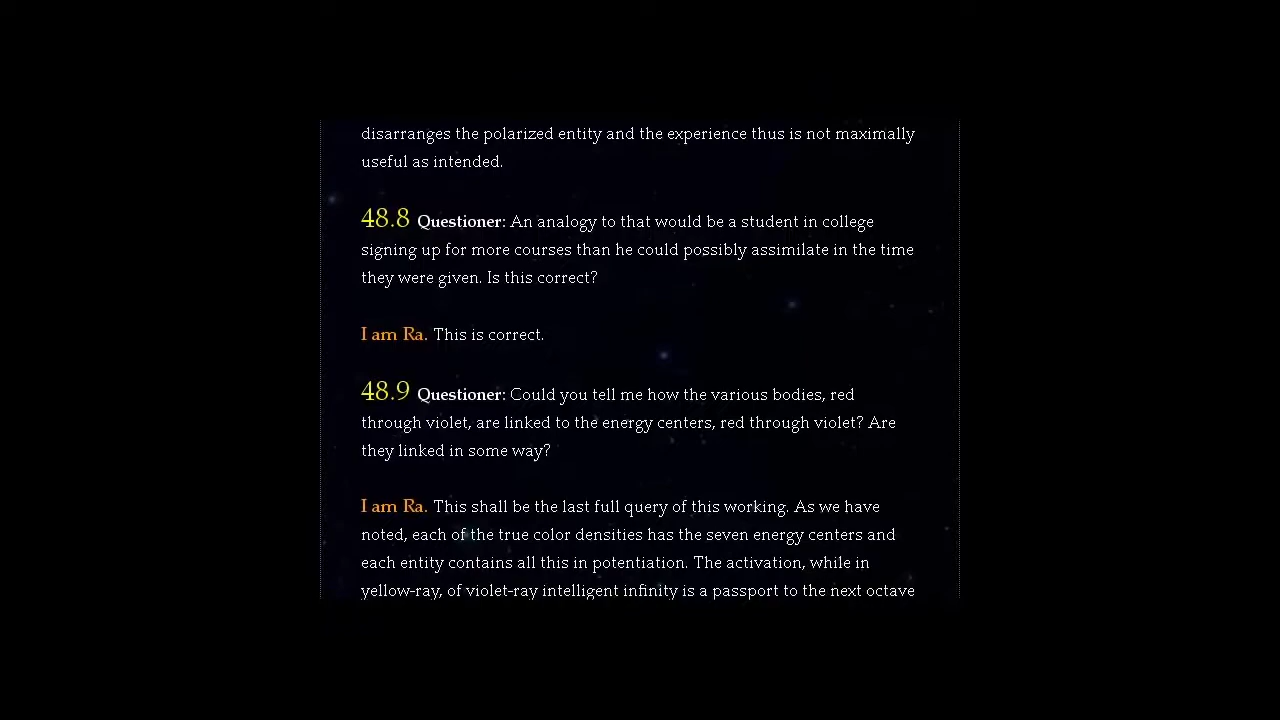 disarranges the polarized entity and the experience thus is not maximally
useful as intended.
48.8 Questioner: An analogy to that would be a student in college
signing up for more courses than he could possibly assimilate in the time
they were given. Is this correct?
I am Ra. This is correct.
48.9 Questioner: Could you tell me how the various bodies, red
through violet, are linked to the energy centers, red through violet? Are
they linked in some way?
I am Ra. This shall be the last full query of this working. As we have
noted, each of the true color densities has the seven energy centers and
each entity contains all this in potentiation. The activation, while in
yellow-ray, of violet-ray intelligent infinity is a passport to the next octave